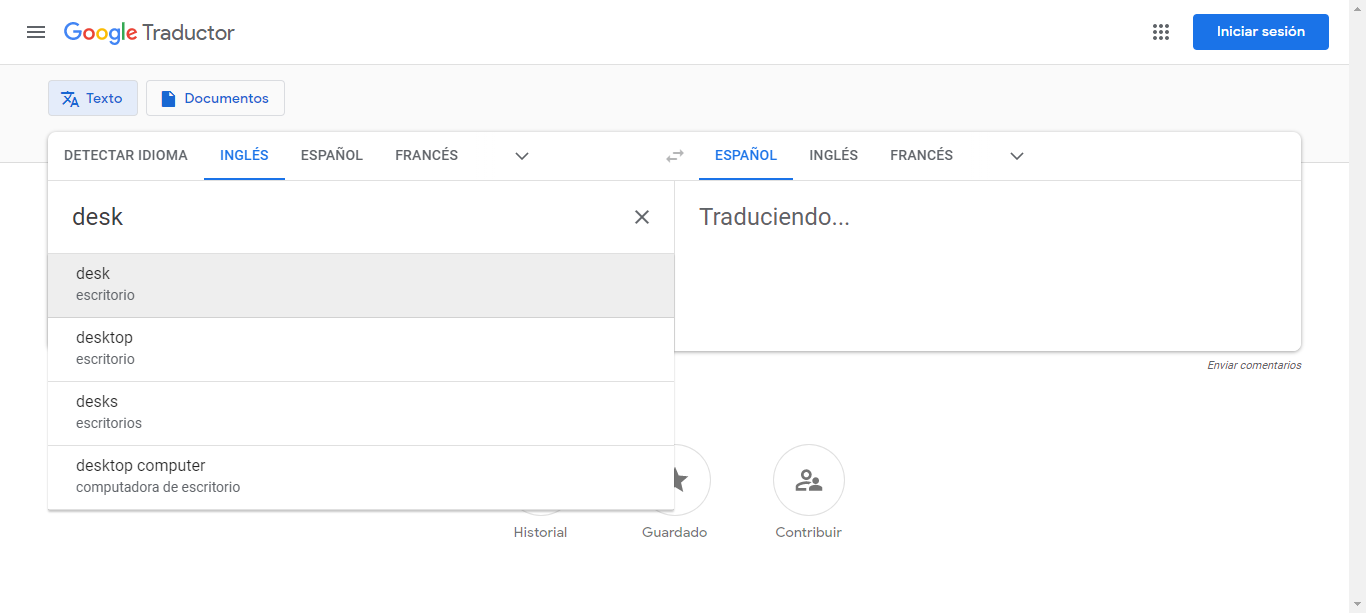 Google Traductor
Iniciar sesión
Texto
Documentos
DETECTAR IDIOMA INGLÉS ESPAÑOL FRANCÉS
ESPAÑOL INGLÉS FRANCÉS
desk
Traduciendo...
desk
escritorio
desktop
escritorio
desks
escritorios
desktop computer
computadora de escritorio
Enviar comentarios
Historial
Guardado
Contribuir